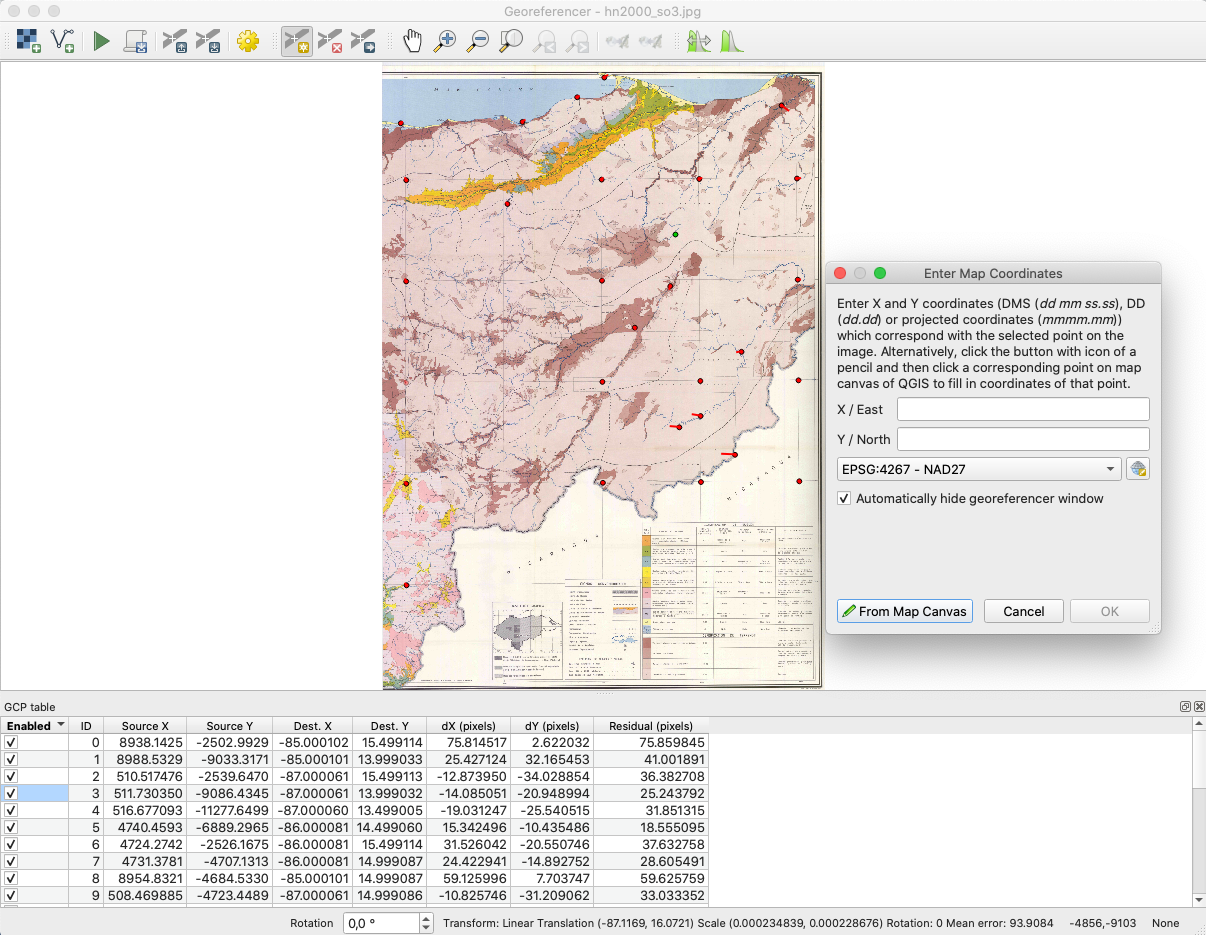 Georeferencer - hn2000_so3.jpg
Enter Map Coordinates
Enter X and Y coordinates (DMS (dd mm ss.ss), DD
(dd.dd) or projected coordinates (mmmm.mm))
which correspond with the selected point on the
image. Alternatively, click the button with icon of a
pencil and then click a corresponding point on map
canvas of QGIS to fill in coordinates of that point.
X / East
Y / North
EPSG:4267 - NAD27
Automatically hide georeferencer window
From Map Canvas Cancel OK
NICARAGUA
NICARAGUA
GCP table
Enabled ID Source X Source Y Dest. X Dest. Y dX (pixels) dY (pixels) Residual (pixels)
0 8938.1425 -2502.9929 -85.000102 15.499114 75.814517 2.622032 75.859845
1 8988.5329 -9033.3171 -85.000101 13.999033 25.427124 32.165453 41.001891
2 510.517476 -2539.6470 -87.000061 15.499113 -12.873950 -34.028854 36.382708
3 511.730350 -9086.4345 -87.000061 13.999032 -14.085051 -20.948994 25.243792
4 516.677093 -11277.6499 -87.000060 13.499005 -19.031247 -25.540515 31.851315
5 4740.4593 -6889.2965 -86.000081 14.499060 15.342496 -10.435486 18.555095
6 4724.2742 -2526.1675 -86.000081 15.499114 31.526042 -20.550746 37.632758
7 4731.3781 -4707.1313 -86.000081 14.999087 24.422941 -14.892752 28.605491
8 8954.8321 -4684.5330 -85.000101 14.999087 59.125996 7.703747 59.625759
9 508.469885 -4723.4489 -87.000061 14.999086 -10.825746 -31.209062 33.033352
Rotation 0,0 ° Transform: Linear Translation (-87.1169, 16.0721) Scale (0.000234839, 0.000228676) Rotation: 0 Mean error: 93.9084 -4856,-9103 None